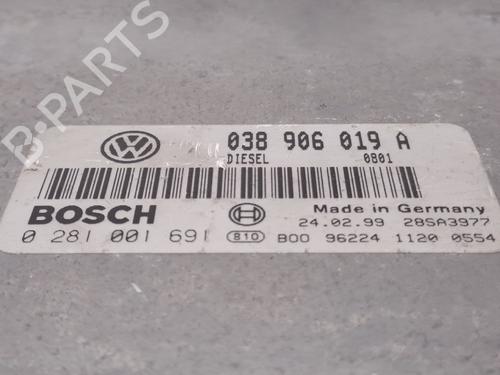 B-PARTS
038 906 019 A
DIESEL 0801
BOSCH
Made in Germany
24.02.99 28SA3977
0 281 001 691 810 B00 96224 1120 0554